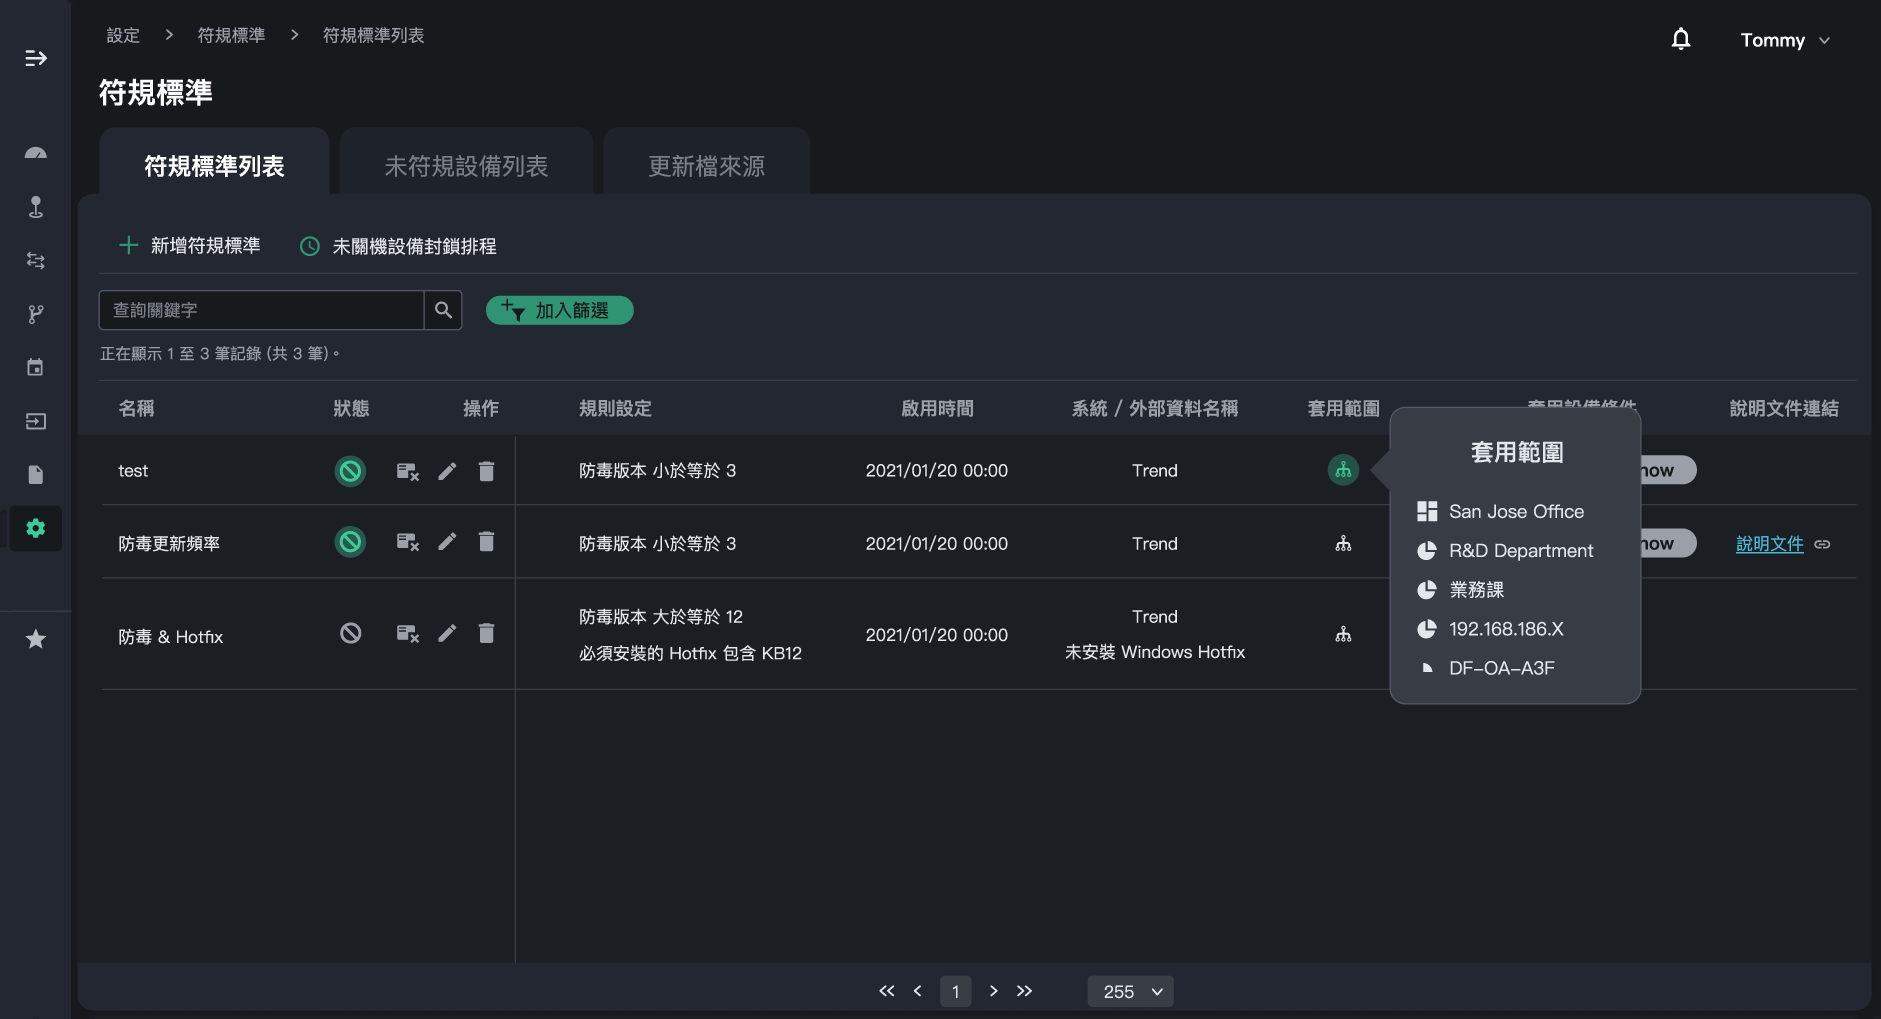 設定 > 符規標準 > 符規標準列表
Tommy
符規標準
符規標準列表 未符規設備列表 更新檔來源
新增符規標準 未關機設備封鎖排程
查詢關鍵字 加入篩選
正在顯示 1 至 3 筆記錄 (共 3 筆)。
名稱 狀態 操作 規則設定 啟用時間 系統 / 外部資料名稱 套用範圍 套用設備條件 說明文件連結
test 防毒版本 小於等於 3 2021/01/20 00:00 Trend now
防毒更新頻率 防毒版本 小於等於 3 2021/01/20 00:00 Trend now 說明文件
防毒 & Hotfix 防毒版本 大於等於 12 2021/01/20 00:00 Trend
必須安裝的 Hotfix 包含 KB12 未安裝 Windows Hotfix
套用範圍
San Jose Office
R&D Department
業務課
192.168.186.X
DF-OA-A3F
1 255